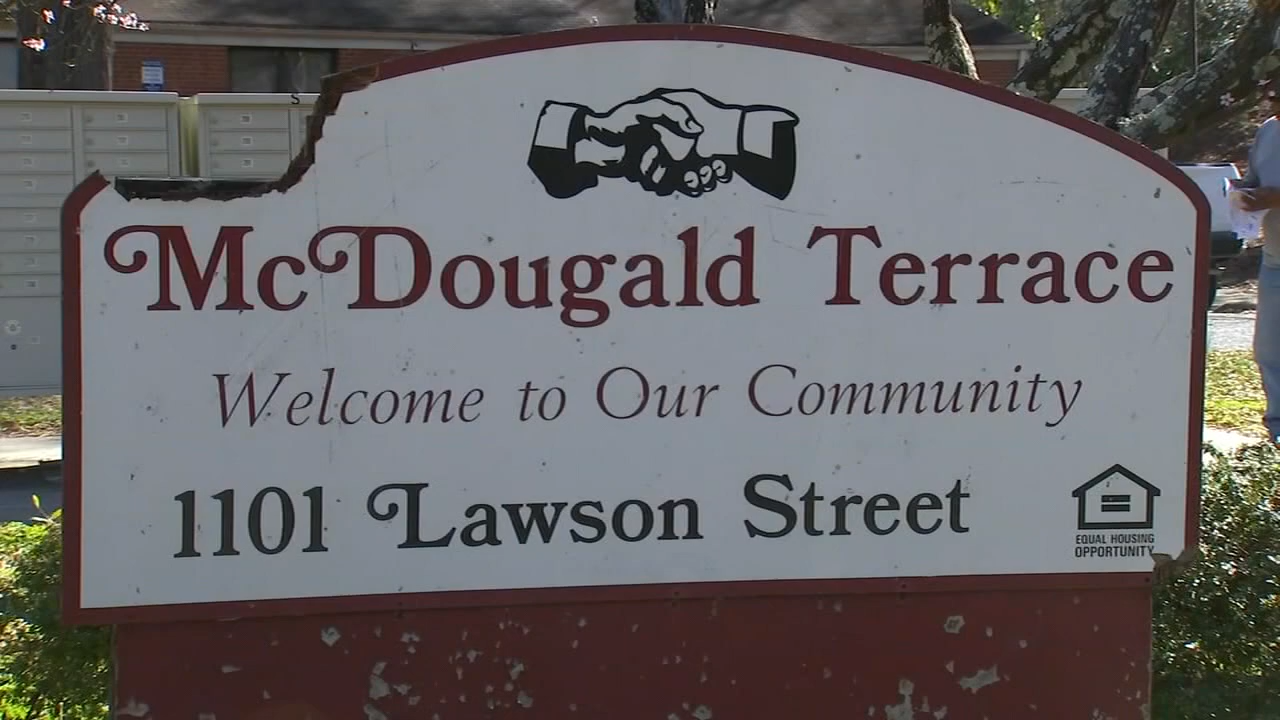 McDougald Terrace
Welcome to Our Community
1101 Lawson Street
EQUAL HOUSING
OPPORTUNITY